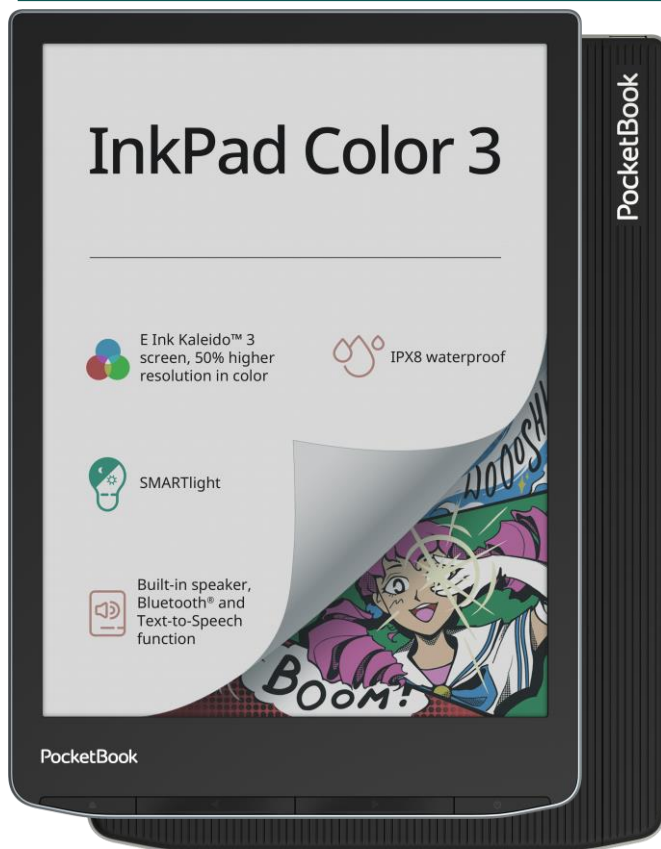 InkPad Color 3
E Ink Kaleido™ 3
screen, 50% higher
resolution in color
IPX8 waterproof
SMARTlight
Built-in speaker,
Bluetooth® and
Text-to-Speech
function
WOOOSHH
BOOM!
PocketBook
PocketBook